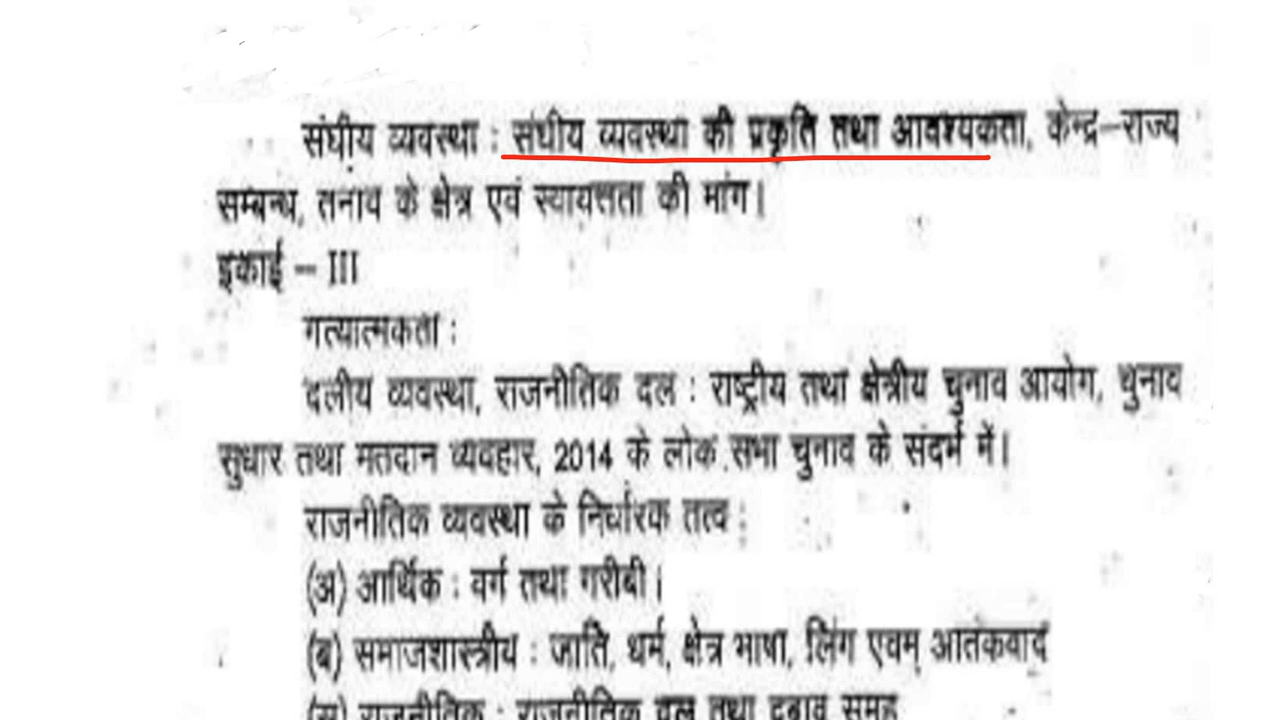 संघीय व्यवस्था : संघीय व्यवस्था की प्रकृति तथा आवश्यकता, केन्द्र–राज्य
सम्बन्ध, तनाव के क्षेत्र एवं स्वायत्तता की मांग।
इकाई – III
गत्यात्मकता :
दलीय व्यवस्था, राजनीतिक दल : राष्ट्रीय तथा क्षेत्रीय चुनाव आयोग, चुनाव
सुधार तथा मतदान व्यवहार, 2014 के लोक सभा चुनाव के संदर्भ में।
राजनीतिक व्यवस्था के निर्धारक तत्व :
(अ) आर्थिक : वर्ग तथा गरीबी।
(ब) समाजशास्त्रीय : जाति, धर्म, क्षेत्र भाषा, लिंग एवम् आतंकवाद
(स) राजनीतिक : राजनीतिक दल तथा दबाव समूह